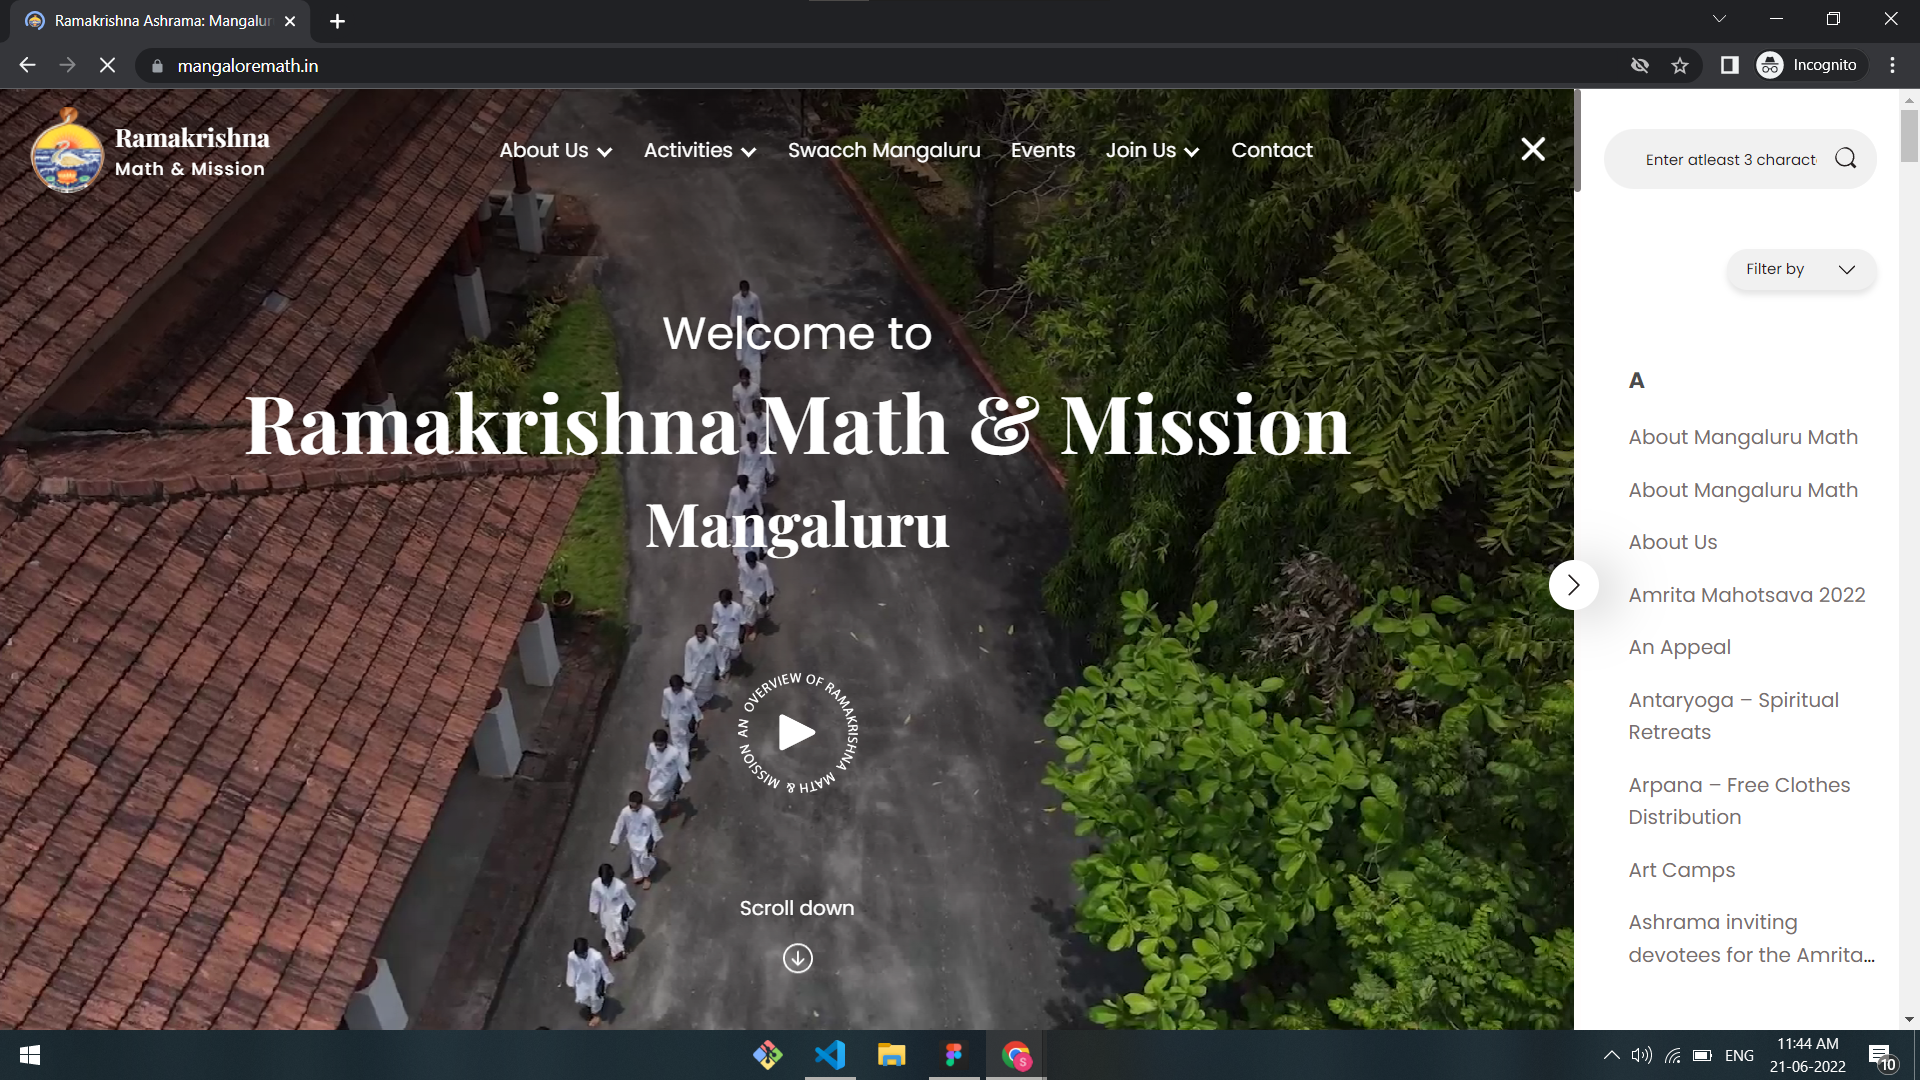 Ramakrishna Ashrama: Mangalur
mangaloremath.in
Incognito
Ramakrishna
Math & Mission
About Us
Activities
Swacch Mangaluru
Events
Join Us
Contact
Welcome to
Ramakrishna Math & Mission
Mangaluru
AN OVERVIEW OF RAMAKRISHNA MATH & MISSION
Scroll down
Enter atleast 3 charact
Filter by
A
About Mangaluru Math
About Mangaluru Math
About Us
Amrita Mahotsava 2022
An Appeal
Antaryoga – Spiritual
Retreats
Arpana – Free Clothes
Distribution
Art Camps
Ashrama inviting
devotees for the Amrita...
S
ENG
11:44 AM
21-06-2022
10